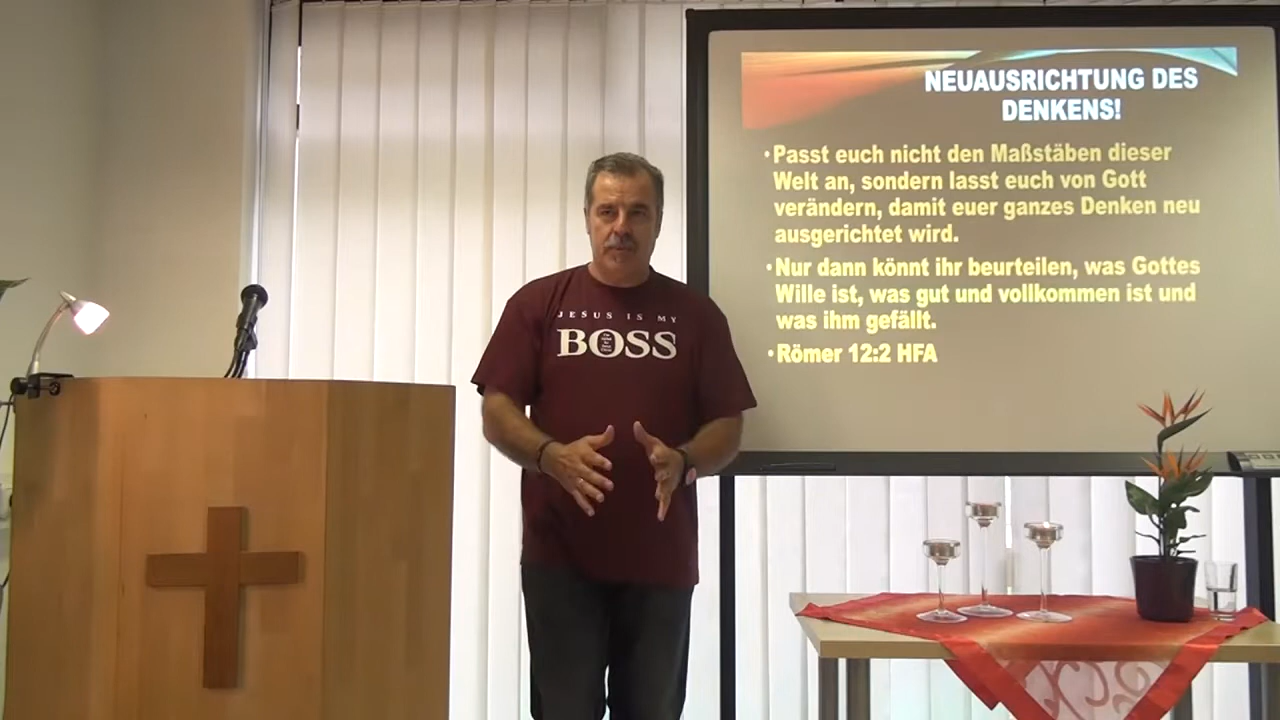 NEUAUSRICHTUNG DES
DENKENS!
•Passt euch nicht den Maßstäben dieser
Welt an, sondern lasst euch von Gott
verändern, damit euer ganzes Denken neu
ausgerichtet wird.
•Nur dann könnt ihr beurteilen, was Gottes
Wille ist, was gut und vollkommen ist und
was ihm gefällt.
•Römer 12:2 HFA
JESUS IS MY
BOSS